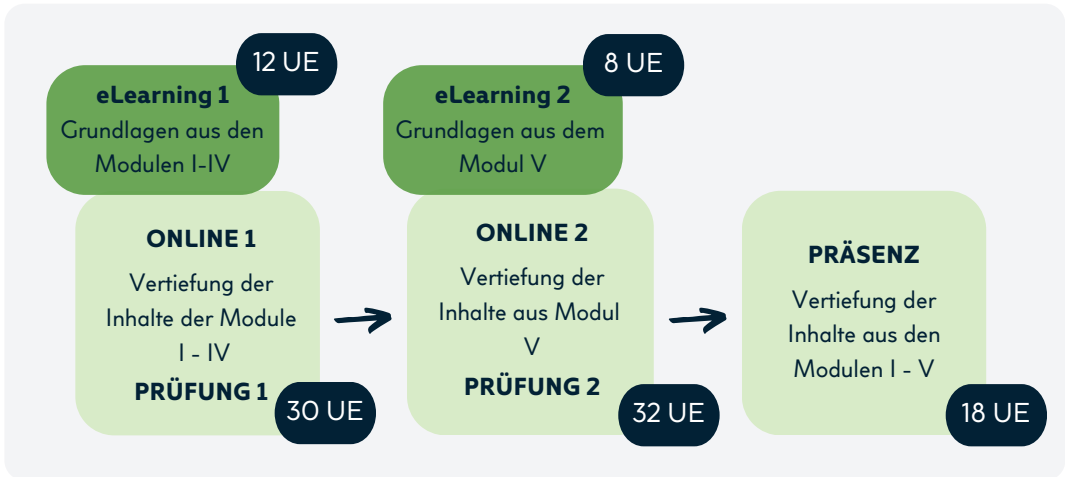 12 UE
eLearning 1
Grundlagen aus den
Modulen I-IV
ONLINE 1
Vertiefung der
Inhalte der Module
I - IV
PRÜFUNG 1
30 UE
8 UE
eLearning 2
Grundlagen aus dem
Modul V
ONLINE 2
Vertiefung der
Inhalte aus Modul
V
PRÜFUNG 2
32 UE
PRÄSENZ
Vertiefung der
Inhalte aus den
Modulen I - V
18 UE